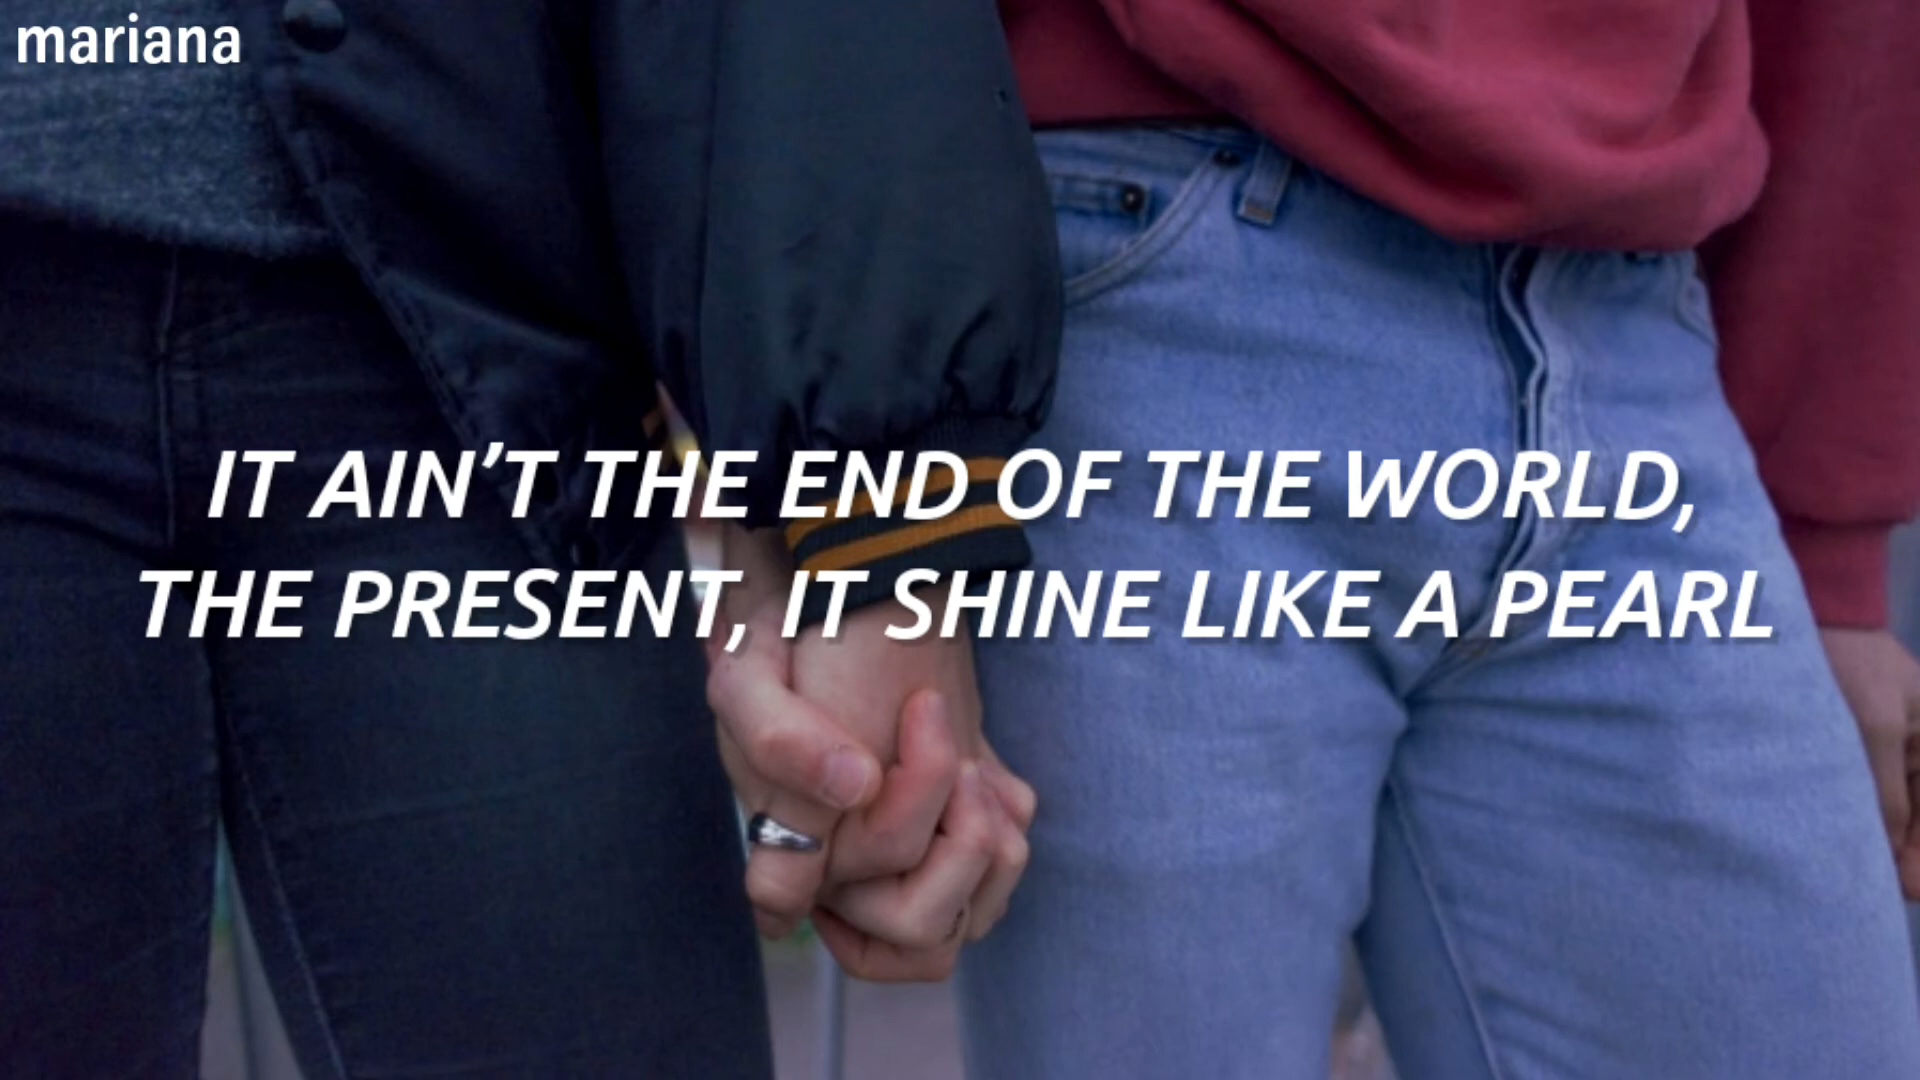 mariana
IT AIN’T THE END OF THE WORLD,
THE PRESENT, IT SHINE LIKE A PEARL